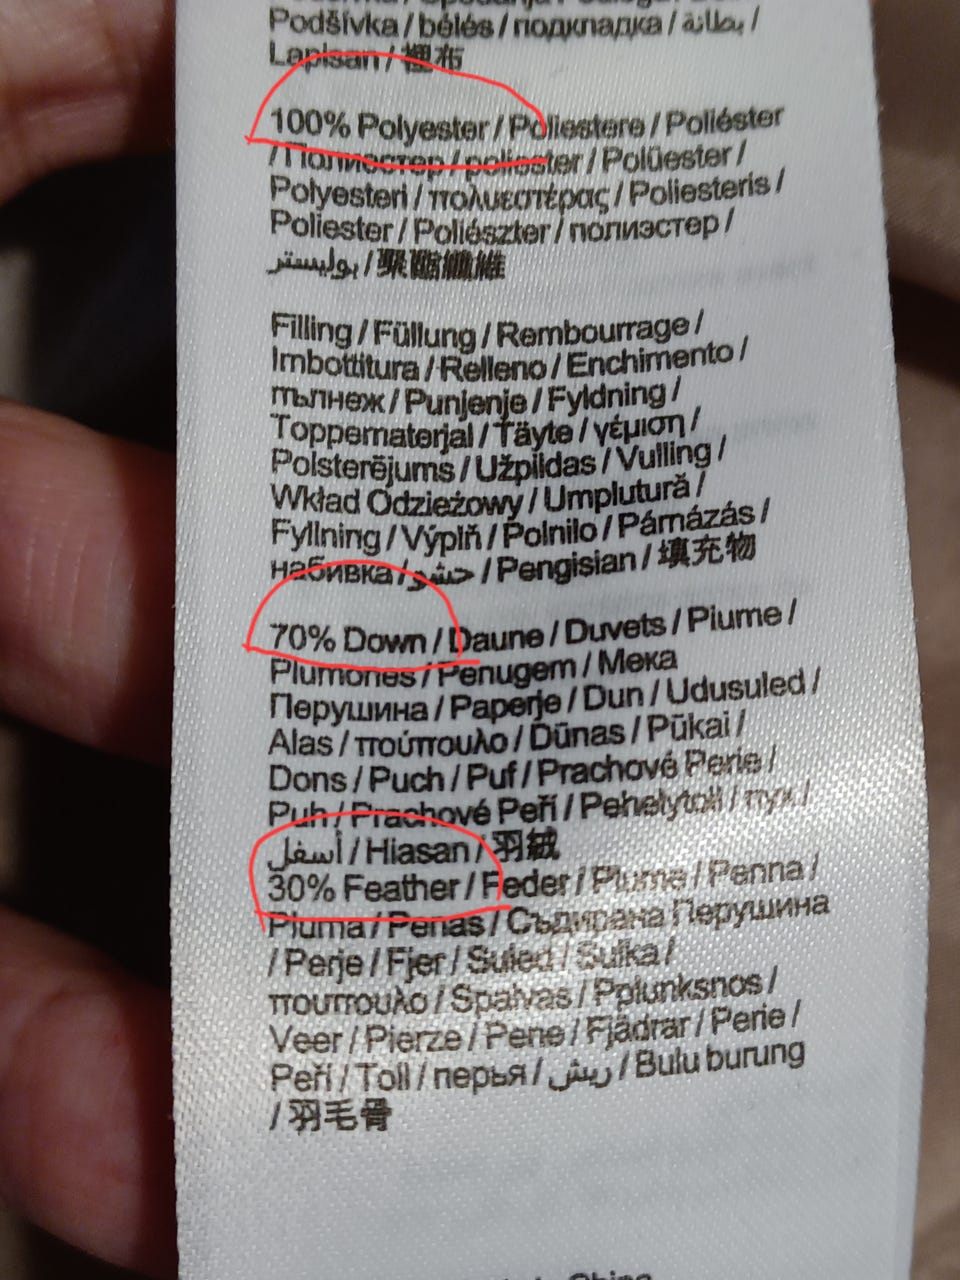 Podšívka / bélés / подкладка / بطانة /
Lapisan / 裡布
100% Polyester / Poliestere / Poliéster
/ Полиестер / poliester / Polüester /
Polyesteri / πολυεστέρας / Poliesteris /
Poliester / Poliészter / полиэстер /
بوليستر / 聚酯纖維
Filling / Füllung / Rembourrage /
Imbottitura / Relleno / Enchimento /
пълнеж / Punjenje / Fyldning /
Toppematerjal / Täyte / γέμιση /
Polsterējums / Užpildas / Vulling /
Wkład Odzieżowy / Umplutură /
Fyllning / Výplň / Polnilo / Párnázás /
набивка / حشو / Pengisian / 填充物
70% Down / Daune / Duvets / Piume /
Plumones / Penugem / Мека
Перушина / Paperje / Dun / Udusuled /
Alas / πούπουλο / Dūnas / Pūkai /
Dons / Puch / Puf / Prachové Perie /
Puh / Prachové Peří / Pehelytoll / пух /
أسفل / Hiasan / 羽絨
30% Feather / Feder / Plume / Penna /
Pluma / Penas / Съдирана Перушина
/ Perje / Fjer / Suled / Sulka /
πουπουλο / Spalvas / Pplunksnos /
Veer / Pierze / Pene / Fjädrar / Perie /
Peří / Toll / перья / ريش / Bulu burung
/ 羽毛骨
China